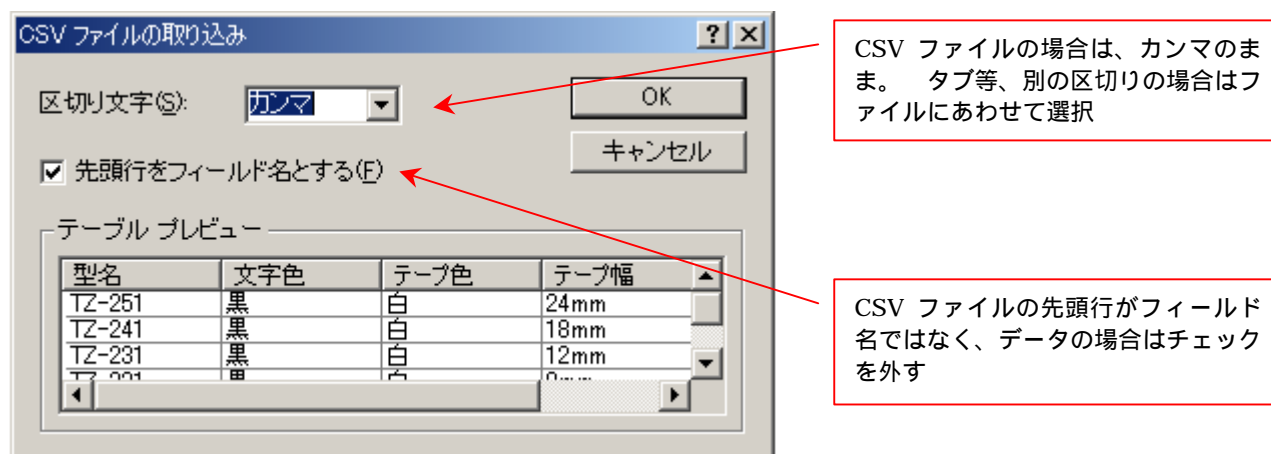 CSV ファイルの取り込み
区切り文字(S):
カンマ
OK
キャンセル
先頭行をフィールド名とする(F)
テーブル プレビュー
型名 文字色 テープ色 テープ幅
TZ-251 黒 白 24mm
TZ-241 黒 白 18mm
TZ-231 黒 白 12mm
CSV ファイルの場合は、カンマのま
ま。 タブ等、別の区切りの場合はフ
ァイルにあわせて選択
CSV ファイルの先頭行がフィールド
名ではなく、データの場合はチェック
を外す